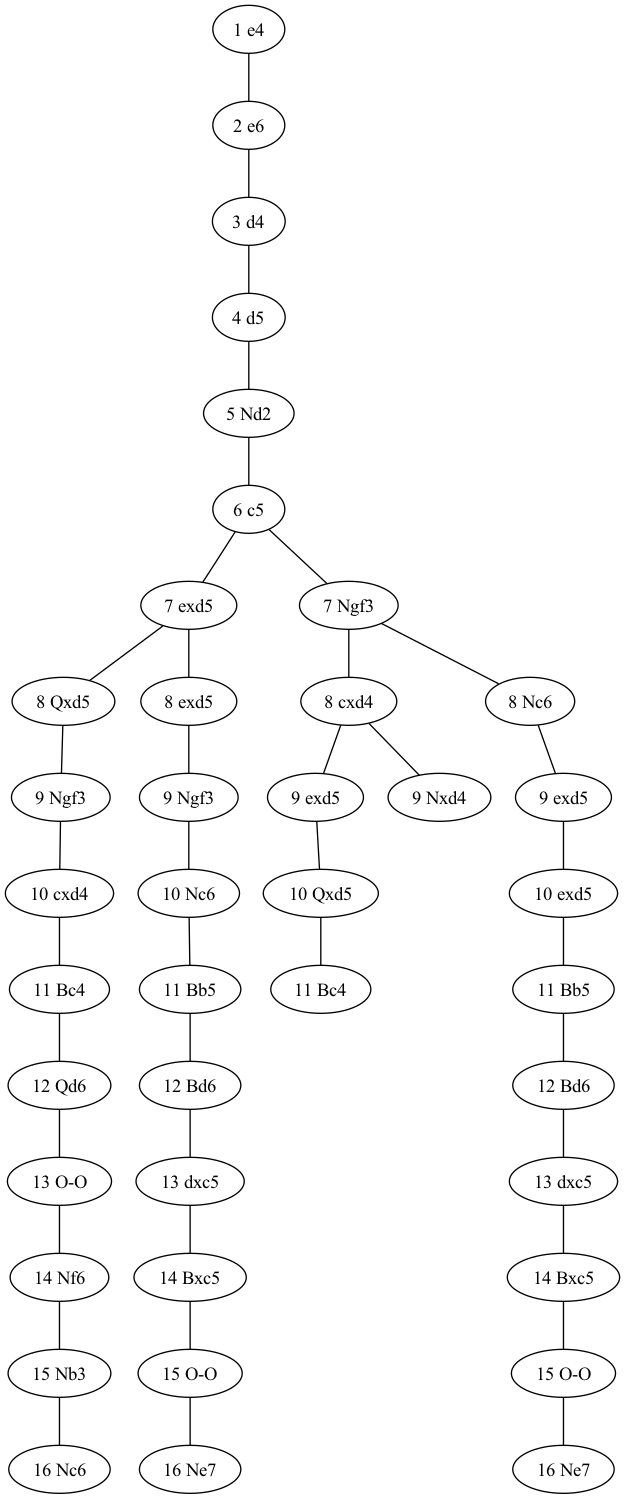 1 e4
2 e6
3 d4
4 d5
5 Nd2
6 c5
7 exd5
7 Ngf3
8 Qxd5
8 exd5
8 cxd4
8 Nc6
9 Ngf3
9 Ngf3
9 exd5
9 Nxd4
9 exd5
10 cxd4
10 Nc6
10 Qxd5
10 exd5
11 Bc4
11 Bb5
11 Bc4
11 Bb5
12 Qd6
12 Bd6
12 Bd6
13 O-O
13 dxc5
13 dxc5
14 Nf6
14 Bxc5
14 Bxc5
15 Nb3
15 O-O
15 O-O
16 Nc6
16 Ne7
16 Ne7